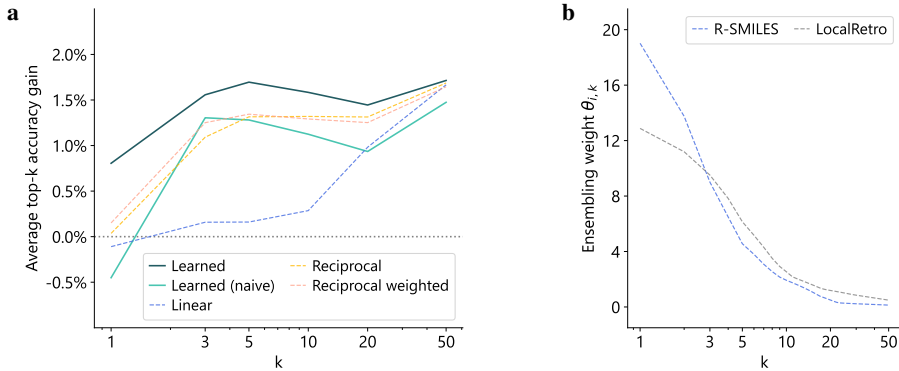 a
Average top-k accuracy gain
2.0%
1.5%
1.0%
0.5%
0.0%
-0.5%
Learned
Learned (naive)
Linear
Reciprocal
Reciprocal weighted
1 3 5 10 20 50
k
b
Ensembling weight θi,k
20
16
12
8
4
0
R-SMILES LocalRetro
1 3 5 10 20 50
k